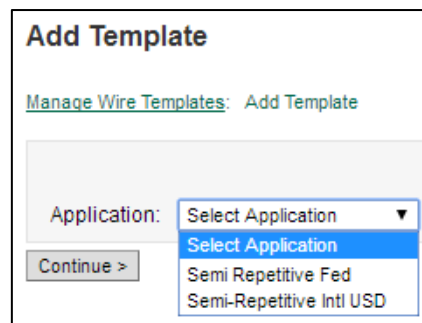 Add Template
Manage Wire Templates: Add Template
Application: Select Application
Select Application
Continue >
Semi Repetitive Fed
Semi-Repetitive Intl USD